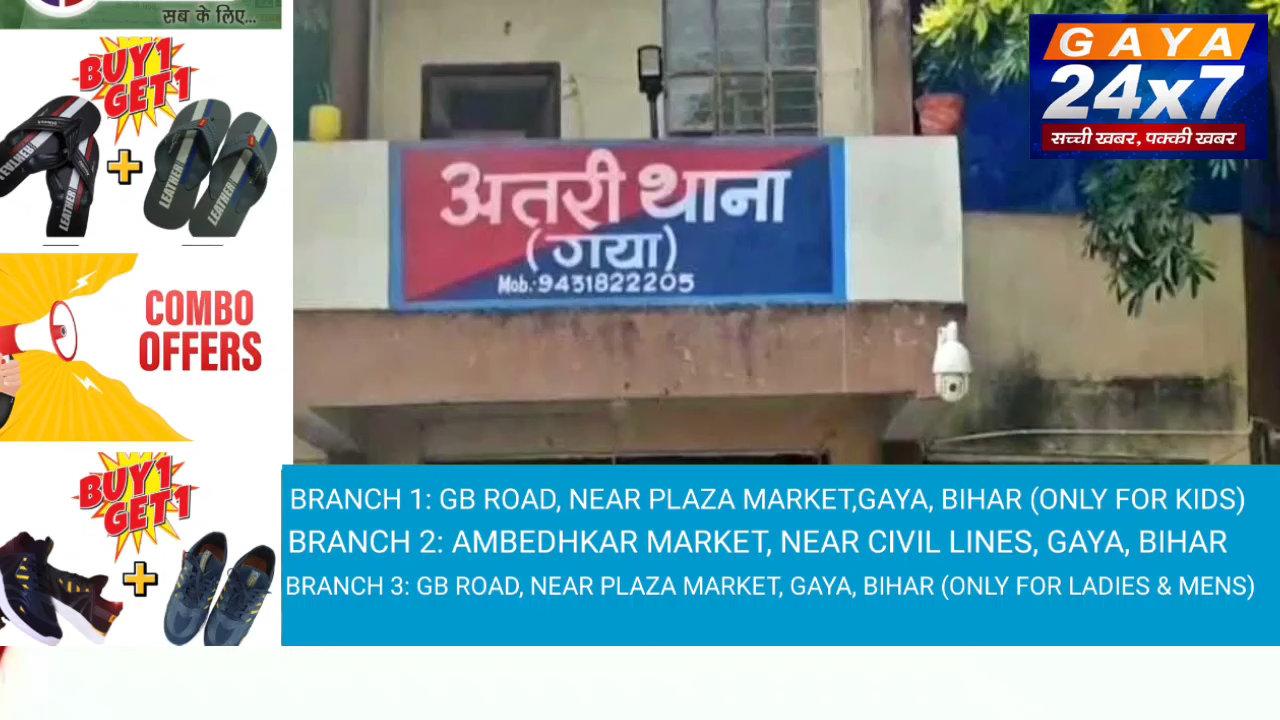 सब के लिए...
BUY 1
GET 1
LEATHER
LEATHER
LEATHER
COMBO
OFFERS
BUY 1
GET 1
GAYA
24x7
सच्ची खबर, पक्की खबर
अतरी थाना
(गया)
Mob.:9431822205
BRANCH 1: GB ROAD, NEAR PLAZA MARKET,GAYA, BIHAR (ONLY FOR KIDS)
BRANCH 2: AMBEDHKAR MARKET, NEAR CIVIL LINES, GAYA, BIHAR
BRANCH 3: GB ROAD, NEAR PLAZA MARKET, GAYA, BIHAR (ONLY FOR LADIES & MENS)